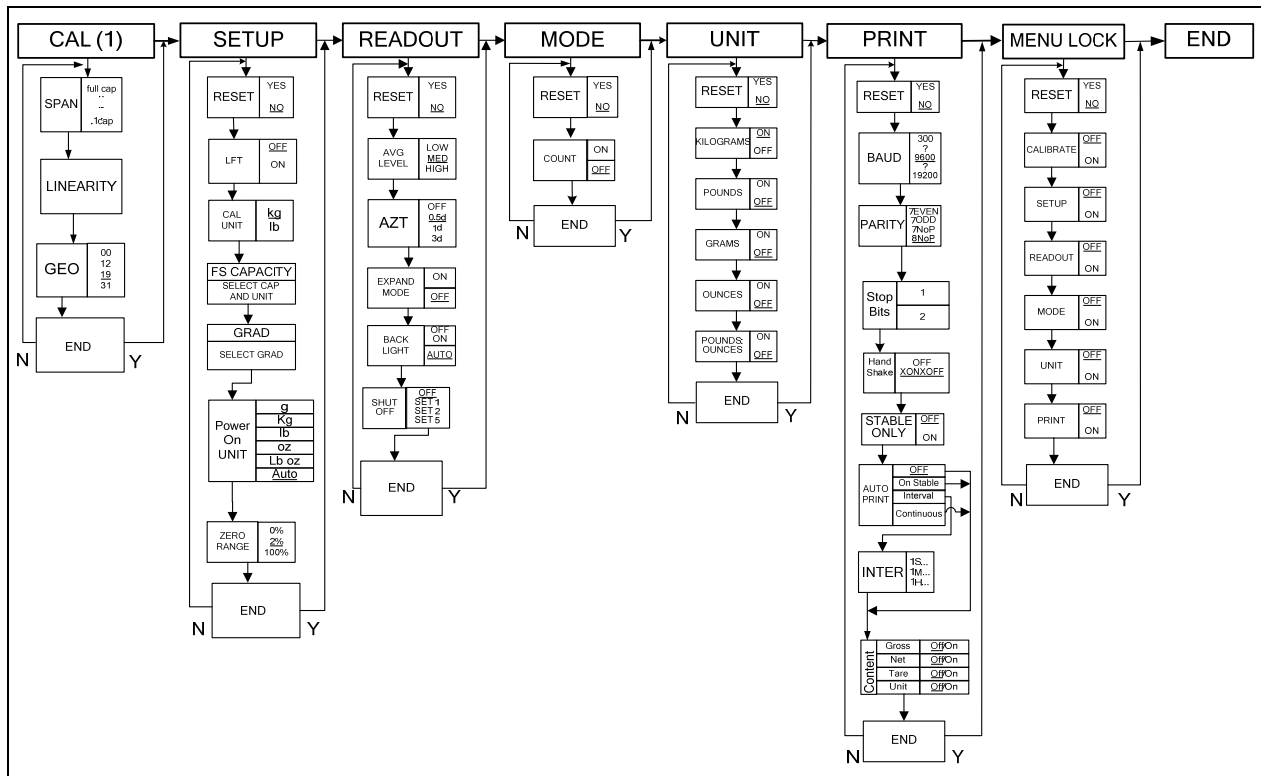 CAL (1)
SETUP
READOUT
MODE
UNIT
PRINT
MENU LOCK
END
SPAN
full cap
..
...
.1cap
LINEARITY
GEO
00
12
19
31
END
N
Y
RESET
YES
NO
LFT
OFF
ON
CAL
UNIT
kg
lb
FS CAPACITY
SELECT CAP
AND UNIT
GRAD
SELECT GRAD
Power
On
UNIT
g
Kg
lb
oz
Lb oz
Auto
ZERO
RANGE
0%
2%
100%
END
N
Y
RESET
YES
NO
AVG
LEVEL
LOW
MED
HIGH
AZT
OFF
0.5d
1d
3d
EXPAND
MODE
ON
OFF
BACK
LIGHT
OFF
ON
AUTO
SHUT
OFF
OFF
SET 1
SET 2
SET 5
END
N
Y
RESET
YES
NO
COUNT
ON
OFF
END
N
Y
RESET
YES
NO
KILOGRAMS
ON
OFF
POUNDS
ON
OFF
GRAMS
ON
OFF
OUNCES
ON
OFF
POUNDS:
OUNCES
ON
OFF
END
N
Y
RESET
YES
NO
BAUD
300
?
9600
?
19200
PARITY
7EVEN
7ODD
7NoP
8NoP
Stop
Bits
1
2
Hand
Shake
OFF
XONXOFF
STABLE
ONLY
OFF
ON
AUTO
PRINT
OFF
On Stable
Interval
Continuous
INTER
1S...
1M...
1H...
Content
Gross Off/On
Net Off/On
Tare Off/On
Unit Off/On
END
N
Y
RESET
YES
NO
CALIBRATE
OFF
ON
SETUP
OFF
ON
READOUT
OFF
ON
MODE
OFF
ON
UNIT
OFF
ON
PRINT
OFF
ON
END
N
Y